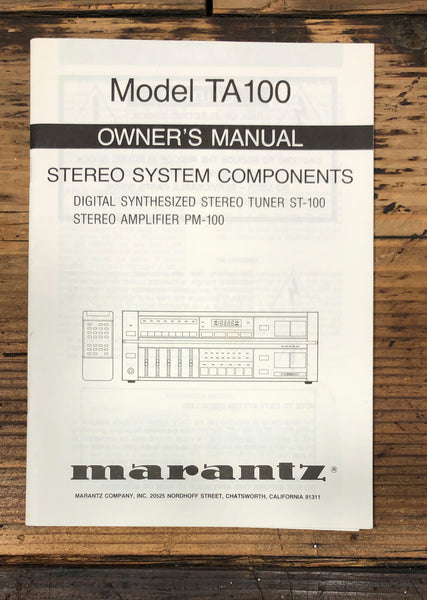 Model TA100
OWNER'S MANUAL
STEREO SYSTEM COMPONENTS
DIGITAL SYNTHESIZED STEREO TUNER ST-100
STEREO AMPLIFIER PM-100
marantz®
MARANTZ COMPANY, INC. 20525 NORDHOFF STREET, CHATSWORTH, CALIFORNIA 91311